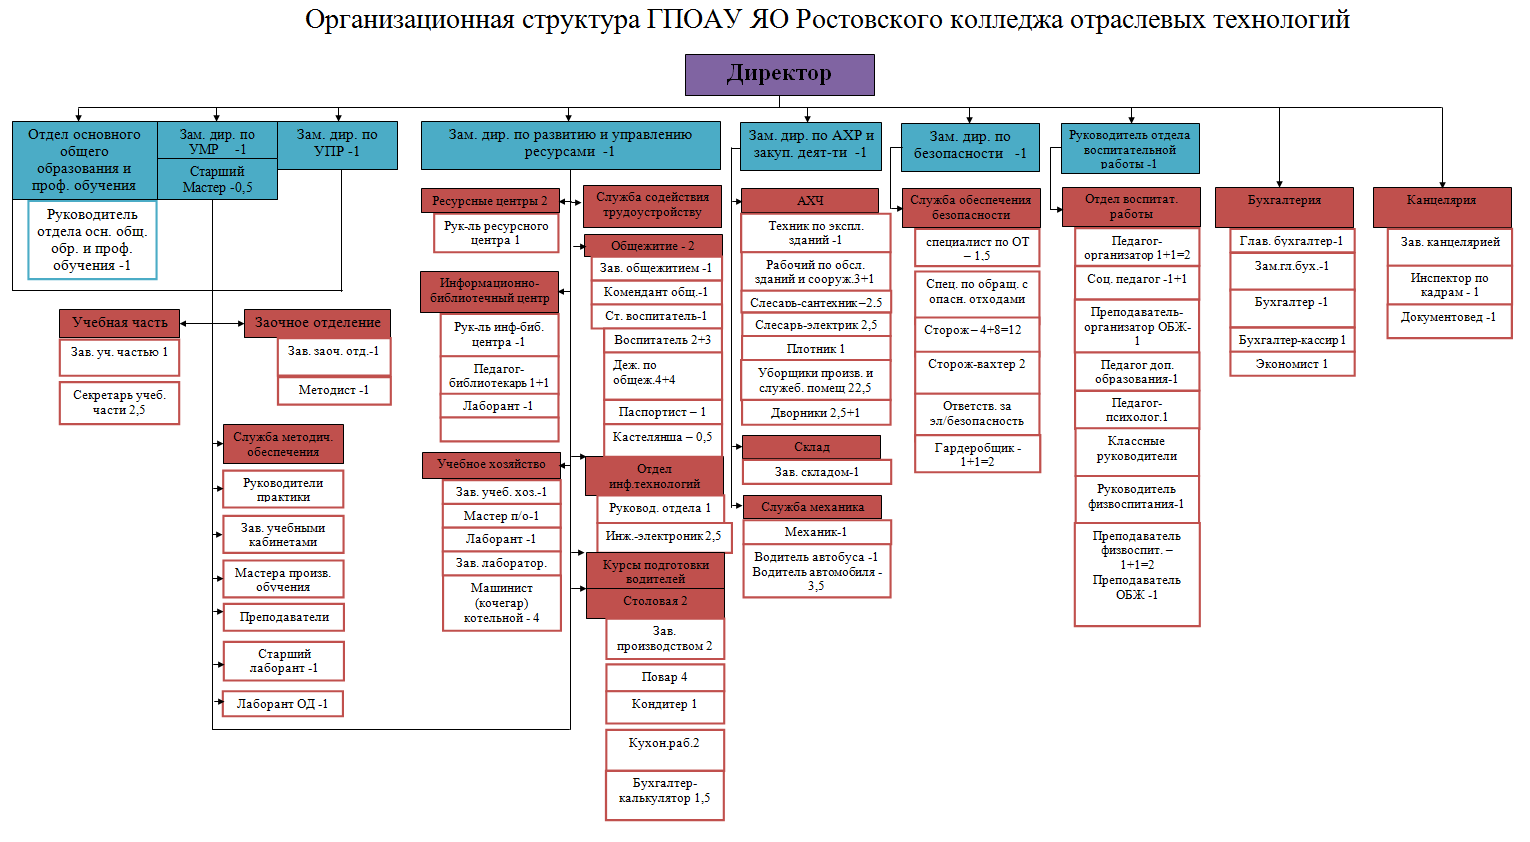 Организационная структура ГПОАУ ЯО Ростовского колледжа отраслевых технологий
Директор
Отдел основного
общего
образования и
проф. обучения
Руководитель
отдела осн. общ.
обр. и проф.
обучения -1
Зам. дир. по
УМР -1
Старший
Мастер -0,5
Зам. дир. по
УПР -1
Учебная часть
Зав. уч. частью 1
Секретарь учеб.
части 2,5
Заочное отделение
Зав. заоч. отд.-1
Методист -1
Служба методич.
обеспечения
Руководители
практики
Зав. учебными
кабинетами
Мастера произв.
обучения
Преподаватели
Старший
лаборант -1
Лаборант ОД -1
Зам. дир. по развитию и управлению
ресурсами -1
Ресурсные центры 2
Рук-ль ресурсного
центра 1
Информационно-
библиотечный центр
Рук-ль инф-биб.
центра -1
Педагог-
библиотекарь 1+1
Лаборант -1
Учебное хозяйство
Зав. учеб. хоз.-1
Мастер п/о-1
Лаборант -1
Зав. лаборатор.
Машинист
(кочегар)
котельной - 4
Служба содействия
трудоустройству
Общежитие - 2
Зав. общежитием -1
Комендант общ.-1
Ст. воспитатель-1
Воспитатель 2+3
Деж. по
общеж.4+4
Паспортист – 1
Кастелянша – 0,5
Отдел
инф.технологий
Руковод. отдела 1
Инж.-электроник 2,5
Курсы подготовки
водителей
Столовая 2
Зав.
производством 2
Повар 4
Кондитер 1
Кухон.раб.2
Бухгалтер-
калькулятор 1,5
Зам. дир. по АХР и
закуп. деят-ти -1
АХЧ
Техник по экспл.
зданий -1
Рабочий по обсл.
зданий и сооруж.3+1
Слесарь-сантехник–2.5
Слесарь-электрик 2,5
Плотник 1
Уборщики произв. и
служеб. помещ 22,5
Дворники 2,5+1
Склад
Зав. складом-1
Служба механика
Механик-1
Водитель автобуса -1
Водитель автомобиля -
3,5
Зам. дир. по
безопасности -1
Служба обеспечения
безопасности
специалист по ОТ
– 1,5
Спец. по обращ. с
опасн. отходами
Сторож – 4+8=12
Сторож-вахтер 2
Ответств. за
эл/безопасность
Гардеробщик -
1+1=2
Руководитель отдела
воспитательной
работы -1
Отдел воспитат.
работы
Педагог-
организатор 1+1=2
Соц. педагог -1+1
Преподаватель-
организатор ОБЖ-
1
Педагог доп.
образования-1
Педагог-
психолог.1
Классные
руководители
Руководитель
физвоспитания-1
Преподаватель
физвоспит. –
1+1=2
Преподаватель
ОБЖ -1
Бухгалтерия
Глав. бухгалтер-1
Зам.гл.бух.-1
Бухгалтер -1
Бухгалтер-кассир 1
Экономист 1
Канцелярия
Зав. канцелярией
Инспектор по
кадрам - 1
Документовед -1